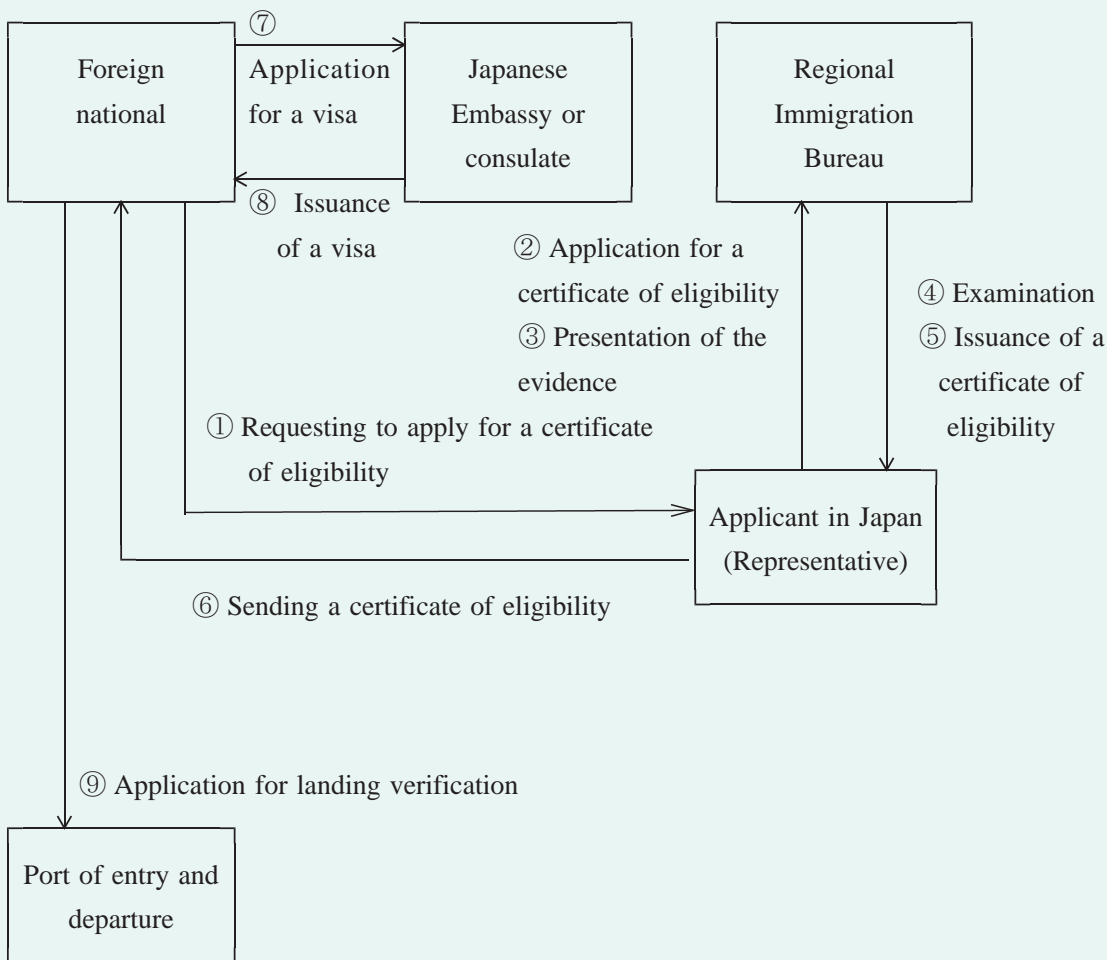 Foreign
national
⑦
Application
for a visa
⑧ Issuance
of a visa
Japanese
Embassy or
consulate
Regional
Immigration
Bureau
② Application for a
certificate of eligibility
③ Presentation of the
evidence
④ Examination
⑤ Issuance of a
certificate of
eligibility
① Requesting to apply for a certificate
of eligibility
Applicant in Japan
(Representative)
⑥ Sending a certificate of eligibility
⑨ Application for landing verification
Port of entry and
departure